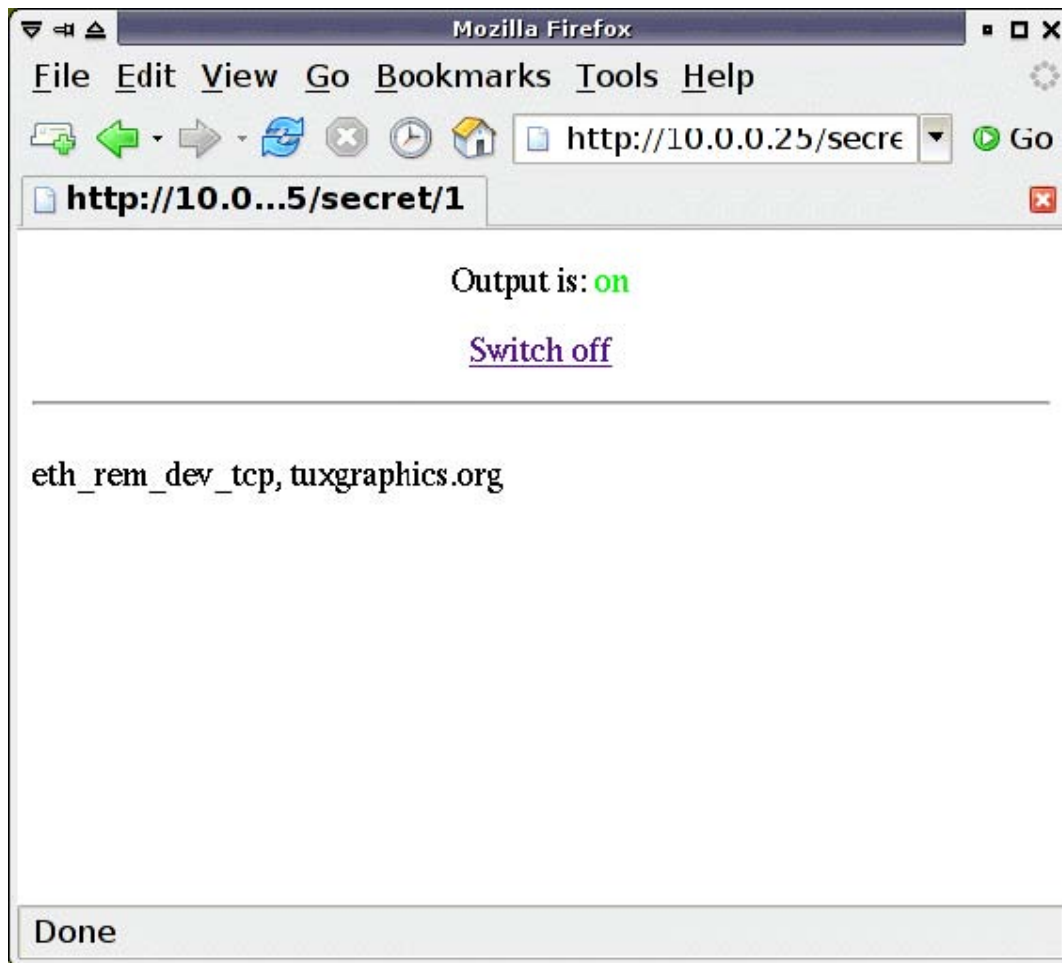 Mozilla Firefox
File Edit View Go Bookmarks Tools Help
http://10.0.0.25/secre Go
http://10.0...5/secret/1
Output is: on
Switch off
eth_rem_dev_tcp, tuxgraphics.org
Done